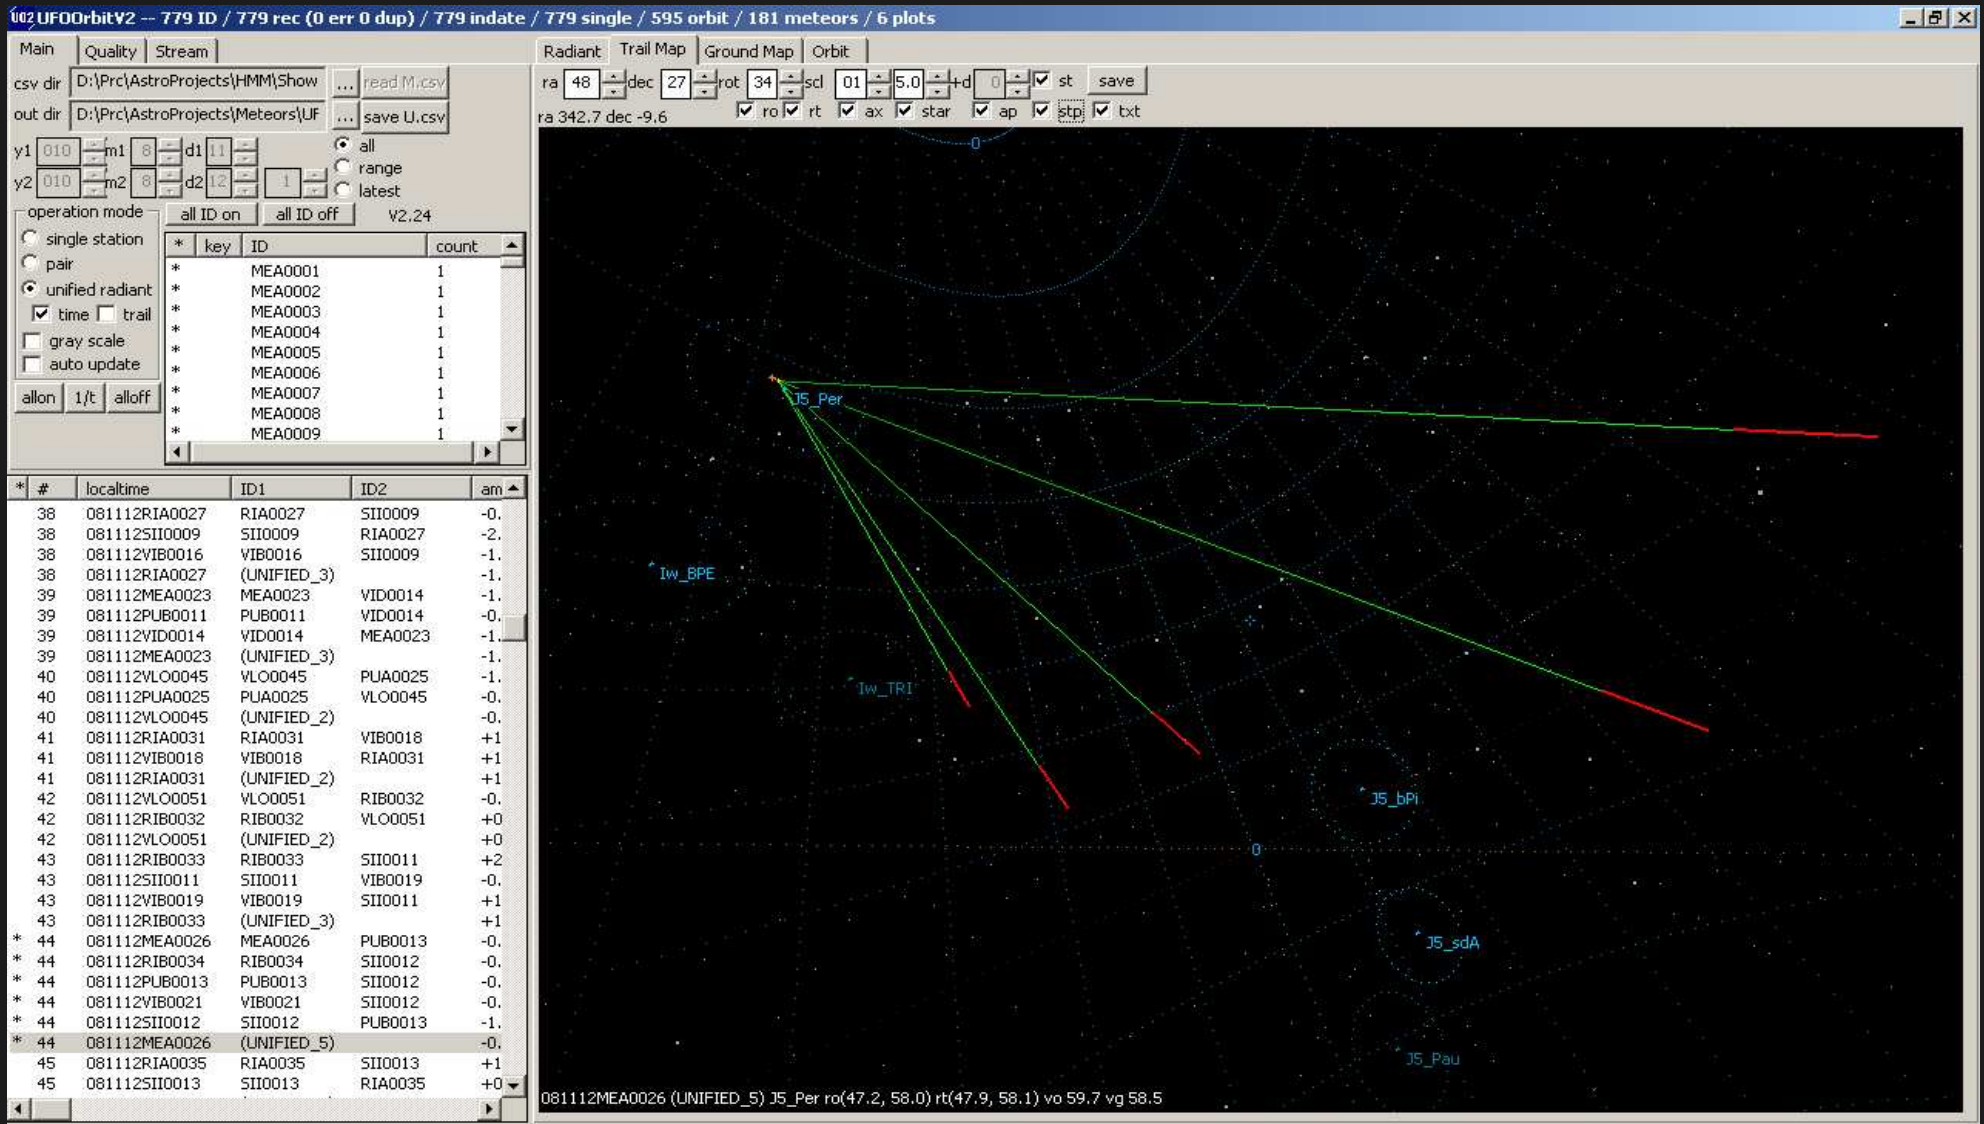 UO2 UFOOrbitV2 -- 779 ID / 779 rec (0 err 0 dup) / 779 indate / 779 single / 595 orbit / 181 meteors / 6 plots
Main Quality Stream
csv dir D:\Prc\AstroProjects\HMM\Show ... read M.csv
out dir D:\Prc\AstroProjects\Meteors\UF ... save U.csv
y1 010 m1 8 d1 11 all
range
y2 010 m2 8 d2 12 1 latest
operation mode all ID on all ID off V2.24
single station
pair
unified radiant
time trail
gray scale
auto update
allon 1/t alloff
* key ID count
* MEA0001 1
* MEA0002 1
* MEA0003 1
* MEA0004 1
* MEA0005 1
* MEA0006 1
* MEA0007 1
* MEA0008 1
* MEA0009 1
* # localtime ID1 ID2 am
38 081112RIA0027 RIA0027 SII0009 -0.
38 081112SII0009 SII0009 RIA0027 -2.
38 081112VIB0016 VIB0016 SII0009 -1.
38 081112RIA0027 (UNIFIED_3) -1.
39 081112MEA0023 MEA0023 VID0014 -1.
39 081112PUB0011 PUB0011 VID0014 -0.
39 081112VID0014 VID0014 MEA0023 -1.
39 081112MEA0023 (UNIFIED_3) -1.
40 081112VLO0045 VLO0045 PUA0025 -1.
40 081112PUA0025 PUA0025 VLO0045 -0.
40 081112VLO0045 (UNIFIED_2) -0.
41 081112RIA0031 RIA0031 VIB0018 +1
41 081112VIB0018 VIB0018 RIA0031 +1
41 081112RIA0031 (UNIFIED_2) +1
42 081112VLO0051 VLO0051 RIB0032 -0.
42 081112RIB0032 RIB0032 VLO0051 +0
42 081112VLO0051 (UNIFIED_2) +0
43 081112RIB0033 RIB0033 SII0011 +2
43 081112SII0011 SII0011 VIB0019 -0.
43 081112VIB0019 VIB0019 SII0011 +1
43 081112RIB0033 (UNIFIED_3) +1
* 44 081112MEA0026 MEA0026 PUB0013 -0.
* 44 081112RIB0034 RIB0034 SII0012 -0.
* 44 081112PUB0013 PUB0013 SII0012 -0.
* 44 081112VIB0021 VIB0021 SII0012 -0.
* 44 081112SII0012 SII0012 PUB0013 -1.
* 44 081112MEA0026 (UNIFIED_5) -0.
45 081112RIA0035 RIA0035 SII0013 +1
45 081112SII0013 SII0013 RIA0035 +0
Radiant Trail Map Ground Map Orbit
ra 48 dec 27 rot 34 scl 01 5.0 +d 0 st save
ra 342.7 dec -9.6 ro rt ax star ap stp txt
0
J5_Per
Iw_BPE
Iw_TRI
J5_bPi
0
J5_sdA
J5_Pau
081112MEA0026 (UNIFIED_5) J5_Per ro(47.2, 58.0) rt(47.9, 58.1) vo 59.7 vg 58.5